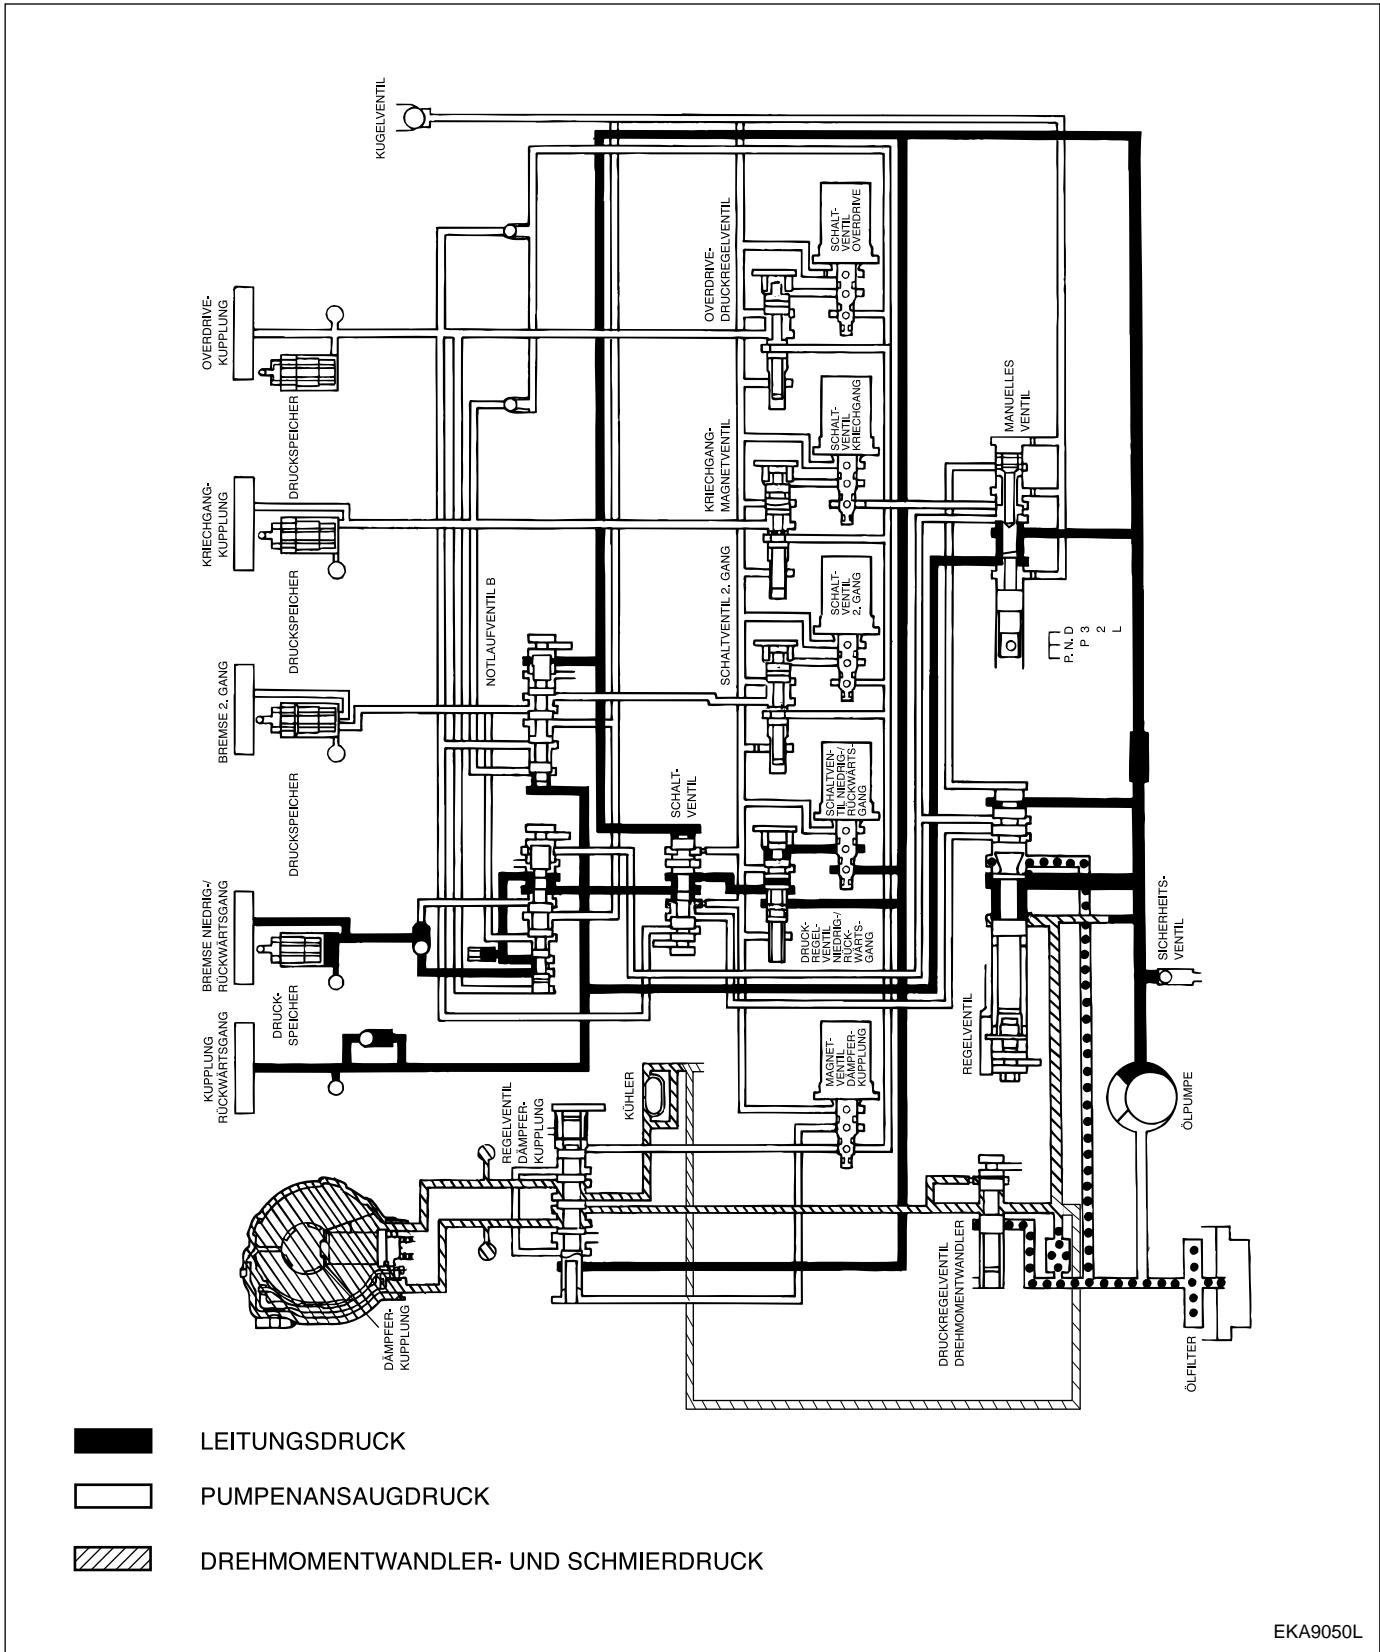 KUGELVENTIL
OVERDRIVE-
KUPPLUNG
DRUCKSPEICHER
OVERDRIVE-
DRUCKREGELVENTIL
SCHALT-
VENTIL
OVERDRIVE
KRIECHGANG-
KUPPLUNG
DRUCKSPEICHER
KRIECHGANG-
MAGNETVENTIL
SCHALT-
VENTIL
KRIECHGANG
MANUELLES
VENTIL
BREMSE 2. GANG
DRUCKSPEICHER
NOTLAUFVENTIL B
SCHALTVENTIL 2. GANG
SCHALT-
VENTIL
2. GANG
P. N. D
P 3
2
L
BREMSE NIEDRIG-/
RÜCKWÄRTSGANG
DRUCK-
SPEICHER
SCHALT-
VENTIL
SCHALTVEN-
TIL NIEDRIG-/
RÜCKWÄRTS-
GANG
DRUCK-
REGEL-
VENTIL
NIEDRIG-/
RÜCK-
WÄRTS-
GANG
SICHERHEITS-
VENTIL
KUPPLUNG
RÜCKWÄRTSGANG
REGELVENTIL
DÄMPFER-
KUPPLUNG
KÜHLER
MAGNET-
VENTIL
DÄMPFER-
KUPPLUNG
REGELVENTIL
ÖLPUMPE
DÄMPFER-
KUPPLUNG
DRUCKREGELVENTIL
DREHMOMENTWANDLER
ÖLFILTER
LEITUNGSDRUCK
PUMPENANSAUGDRUCK
DREHMOMENTWANDLER- UND SCHMIERDRUCK
EKA9050L